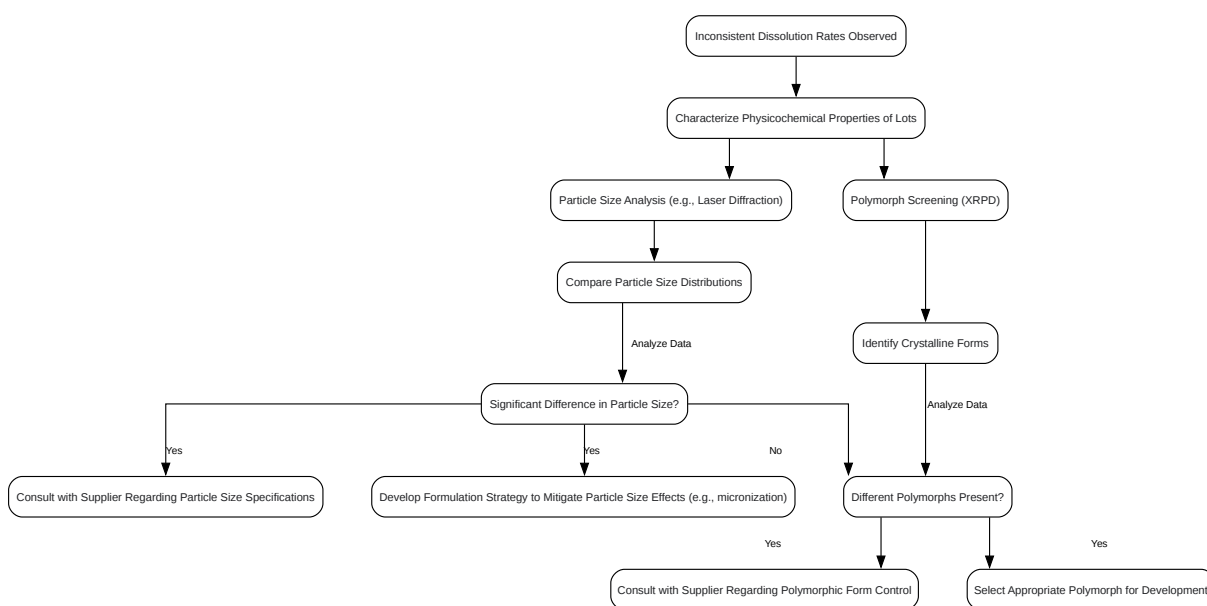 Inconsistent Dissolution Rates Observed
Characterize Physicochemical Properties of Lots
Particle Size Analysis (e.g., Laser Diffraction)
Polymorph Screening (XRPD)
Compare Particle Size Distributions
Analyze Data
Identify Crystalline Forms
Significant Difference in Particle Size?
Analyze Data
Yes
Yes
No
Consult with Supplier Regarding Particle Size Specifications
Develop Formulation Strategy to Mitigate Particle Size Effects (e.g., micronization)
Different Polymorphs Present?
Yes
Yes
Consult with Supplier Regarding Polymorphic Form Control
Select Appropriate Polymorph for Development